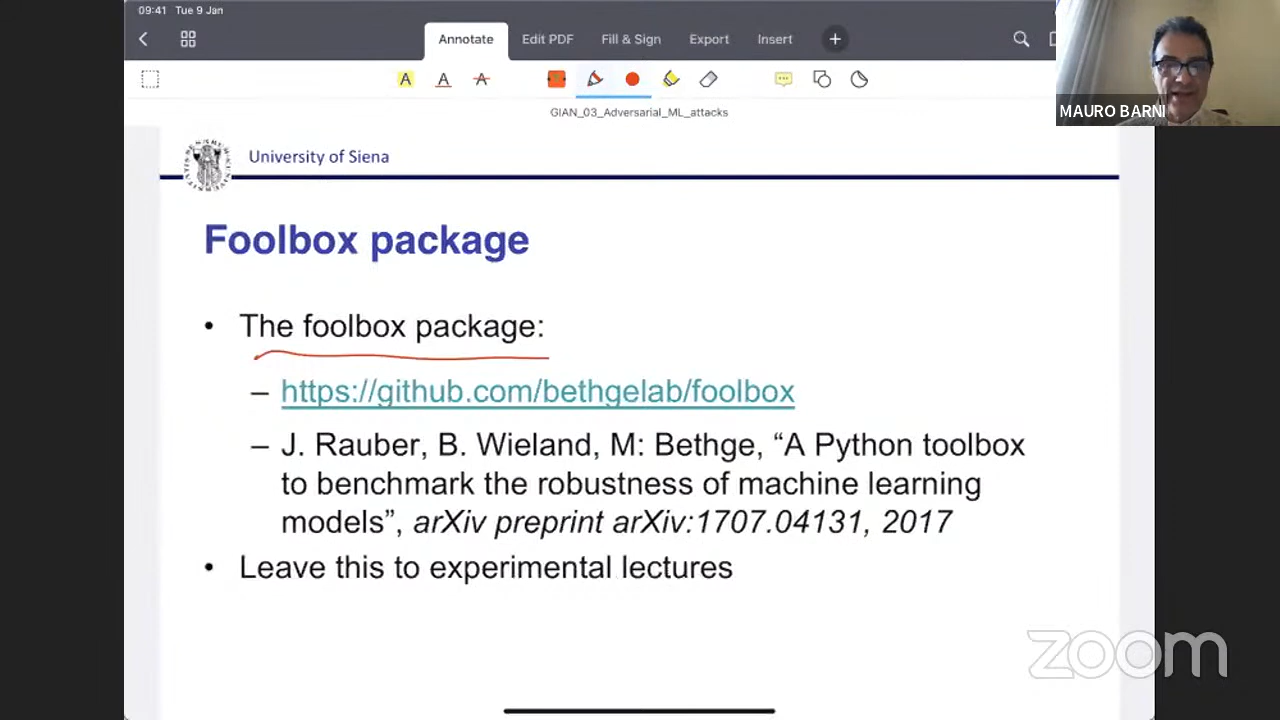 09:41 Tue 9 Jan
Annotate Edit PDF Fill & Sign Export Insert
A A A
GIAN_03_Adversarial_ML_attacks
MAURO BARNI
University of Siena
Foolbox package
• The foolbox package:
– https://github.com/bethgelab/foolbox
– J. Rauber, B. Wieland, M: Bethge, “A Python toolbox
to benchmark the robustness of machine learning
models”, arXiv preprint arXiv:1707.04131, 2017
• Leave this to experimental lectures
zoom